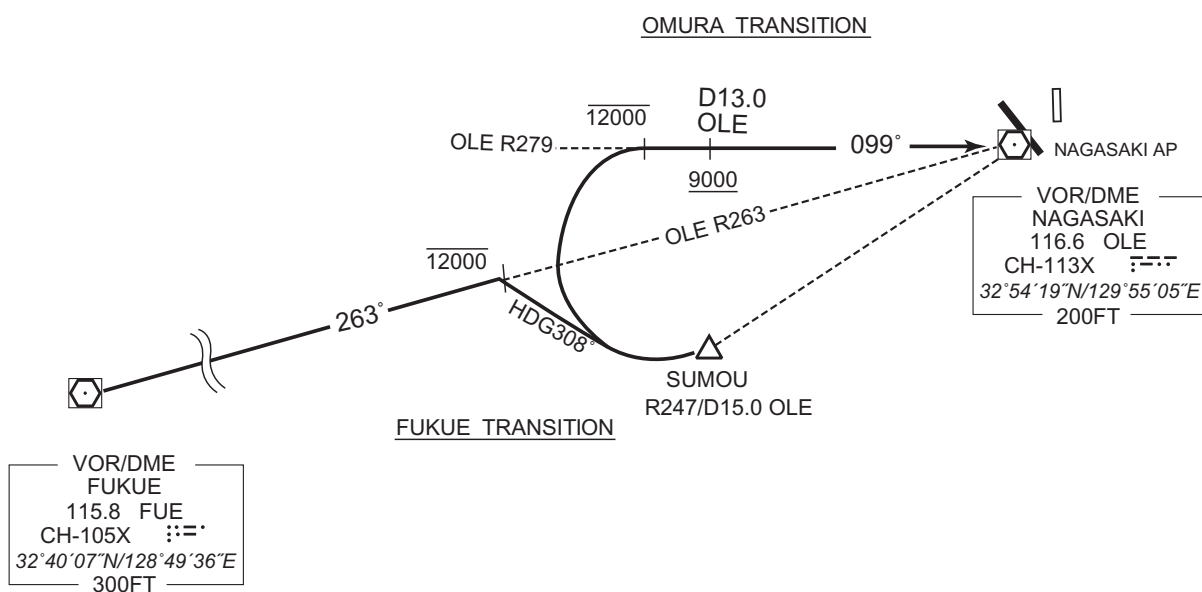 OMURA TRANSITION
12000
D13.0
OLE
OLE R279
099°
NAGASAKI AP
9000
OLE R263
12000
HDG308°
263°
SUMOU
R247/D15.0 OLE
FUKUE TRANSITION
VOR/DME
NAGASAKI
116.6 OLE
CH-113X
32°54´19˝N/129°55´05˝E
200FT
VOR/DME
FUKUE
115.8 FUE
CH-105X
32°40´07˝N/128°49´36˝E
300FT